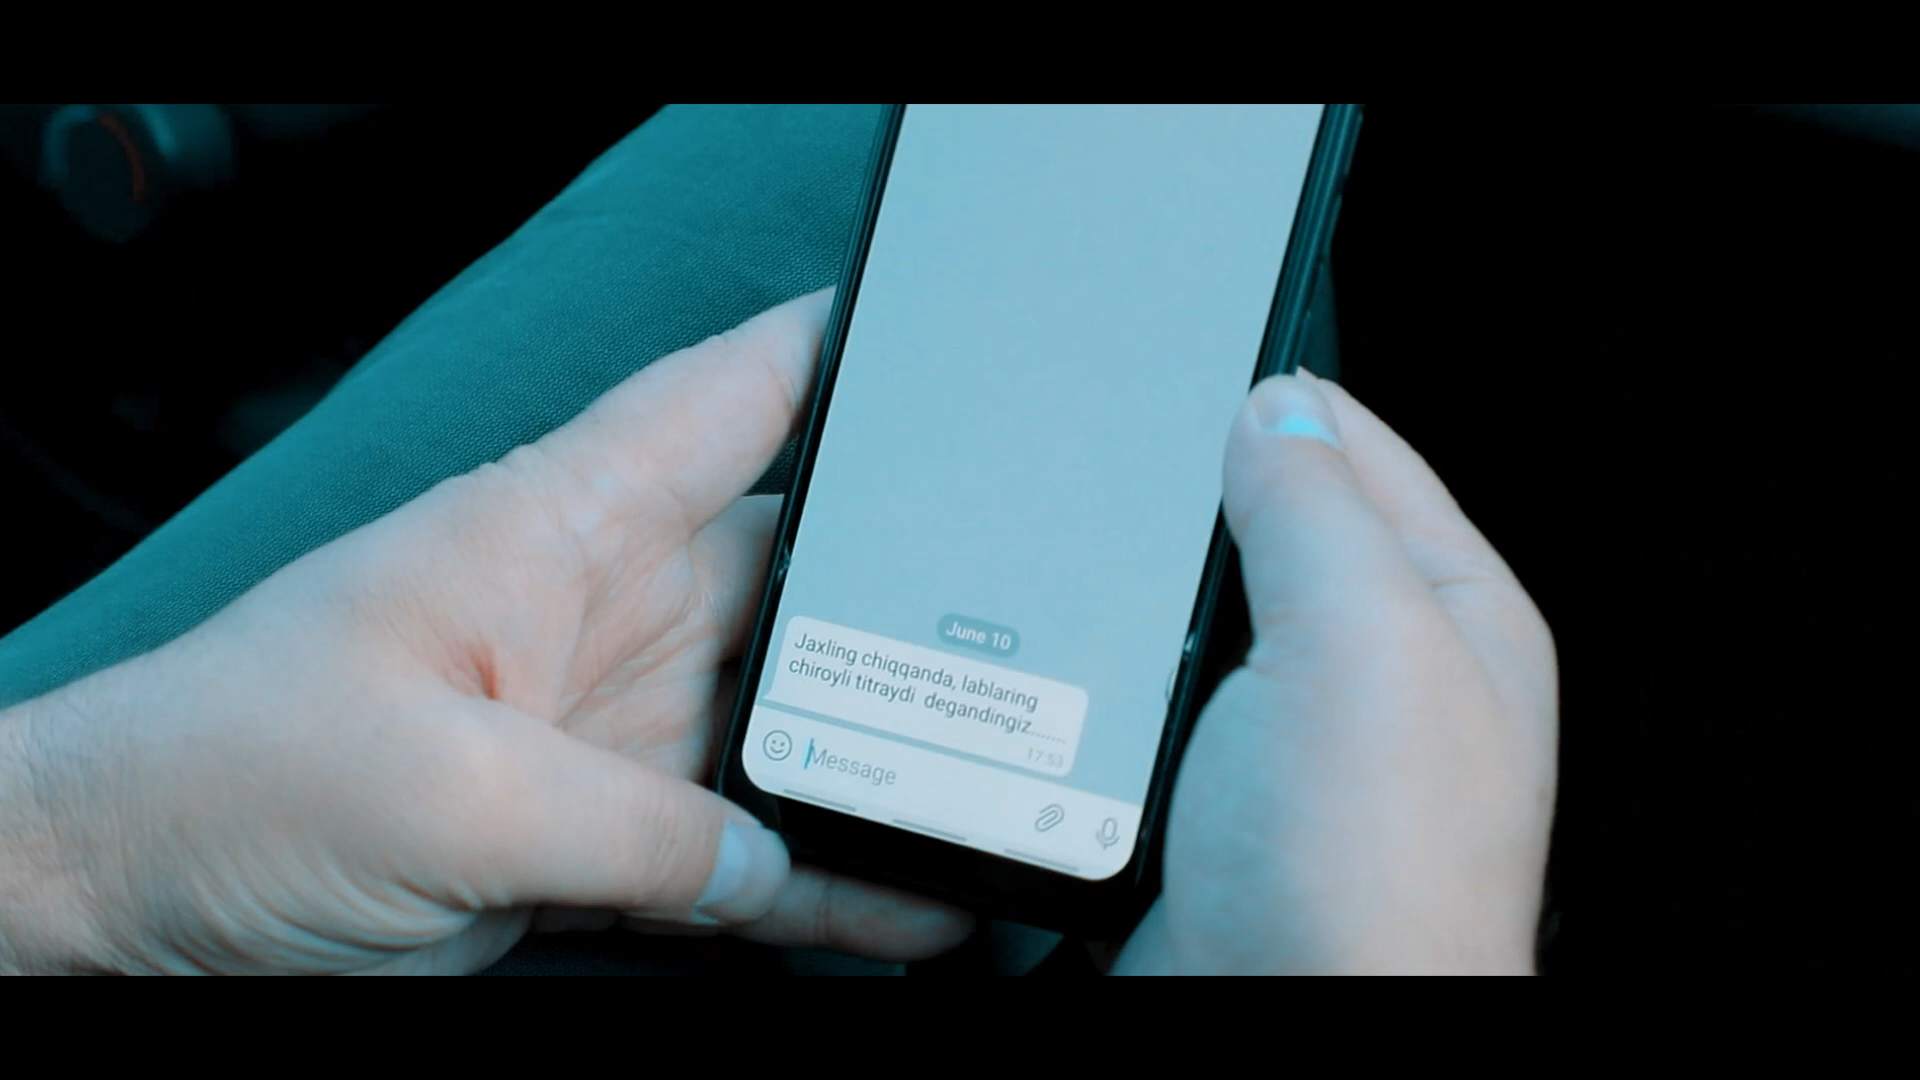 June 10
Jaxling chiqqanda, lablaring
chiroyli titraydi degandingiz.......
17:53
Message